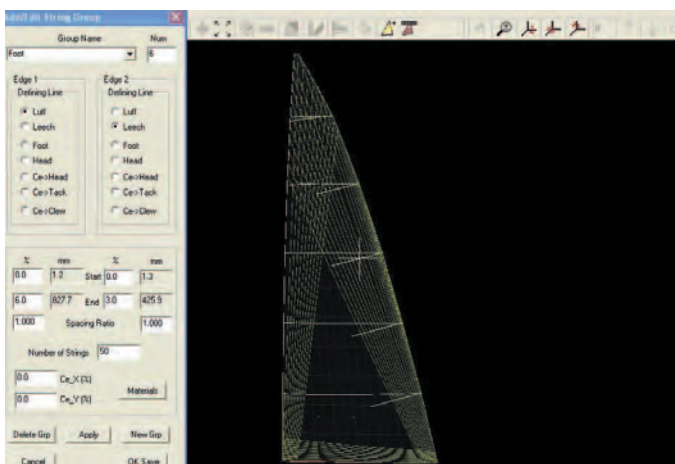 Add/Edit String Group
Group Name Num
Foot 6
Edge 1 Edge 2
Defining Line Defining Line
Luff Luff
Leech Leech
Foot Foot
Head Head
Ce->Head Ce->Head
Ce->Tack Ce->Tack
Ce->Clew Ce->Clew
% mm % mm
0.0 1.2 Start 0.0 1.3
6.0 827.7 End 3.0 425.9
1.000 Spacing Ratio 1.000
Number of Strings 50
0.0 Ce_X (%)
0.0 Ce_Y (%) Materials
Delete Grp Apply New Grp
Cancel OK Save